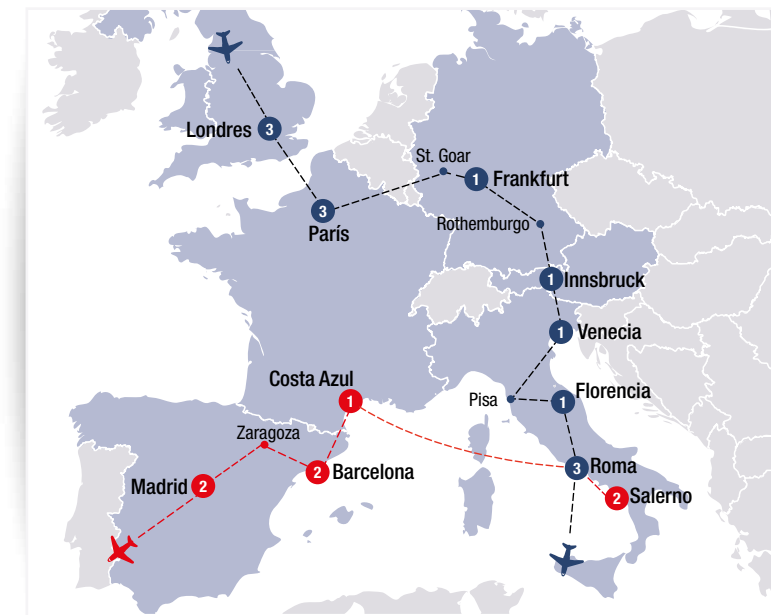 Londres
3
3
París
St. Goar
1
Frankfurt
Rothemburgo
1
Innsbruck
1
Venecia
Costa Azul
1
Pisa
1
Florencia
Zaragoza
2
Barcelona
Madrid
2
3
Roma
2
Salerno